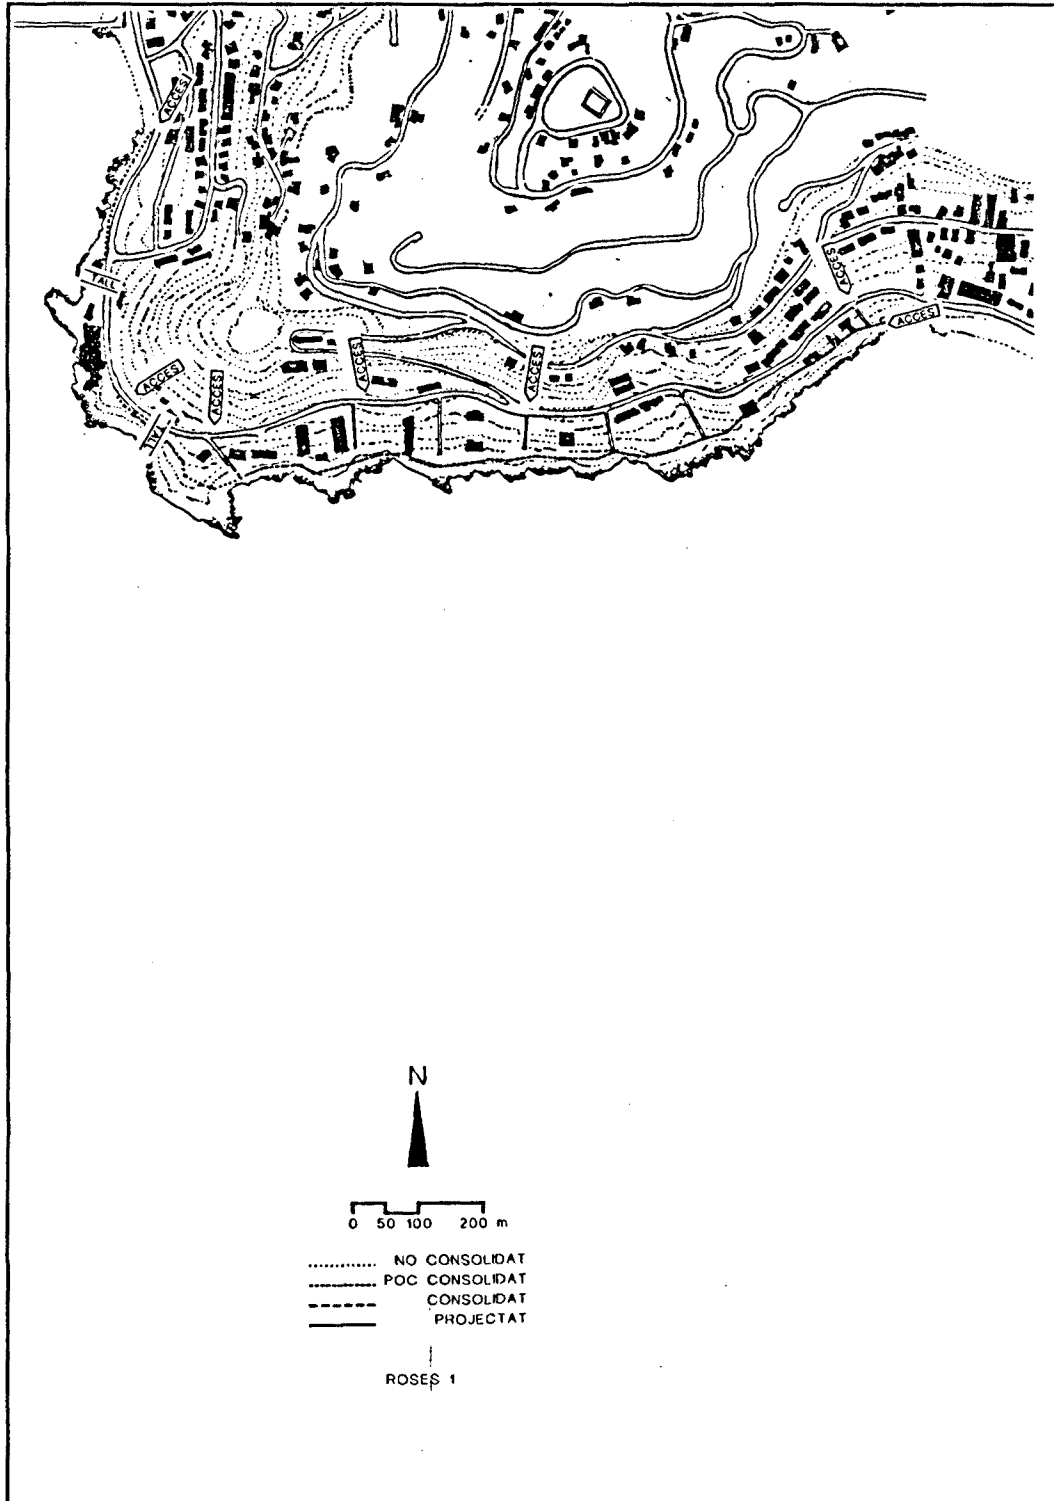 ACCES
TALL
ACCES
ACCES
ACCES
ACCES
ACCES
ACCES
TALL
N
0 50 100 200 m
NO CONSOLIDAT
POC CONSOLIDAT
CONSOLIDAT
PROJECTAT
ROSES 1